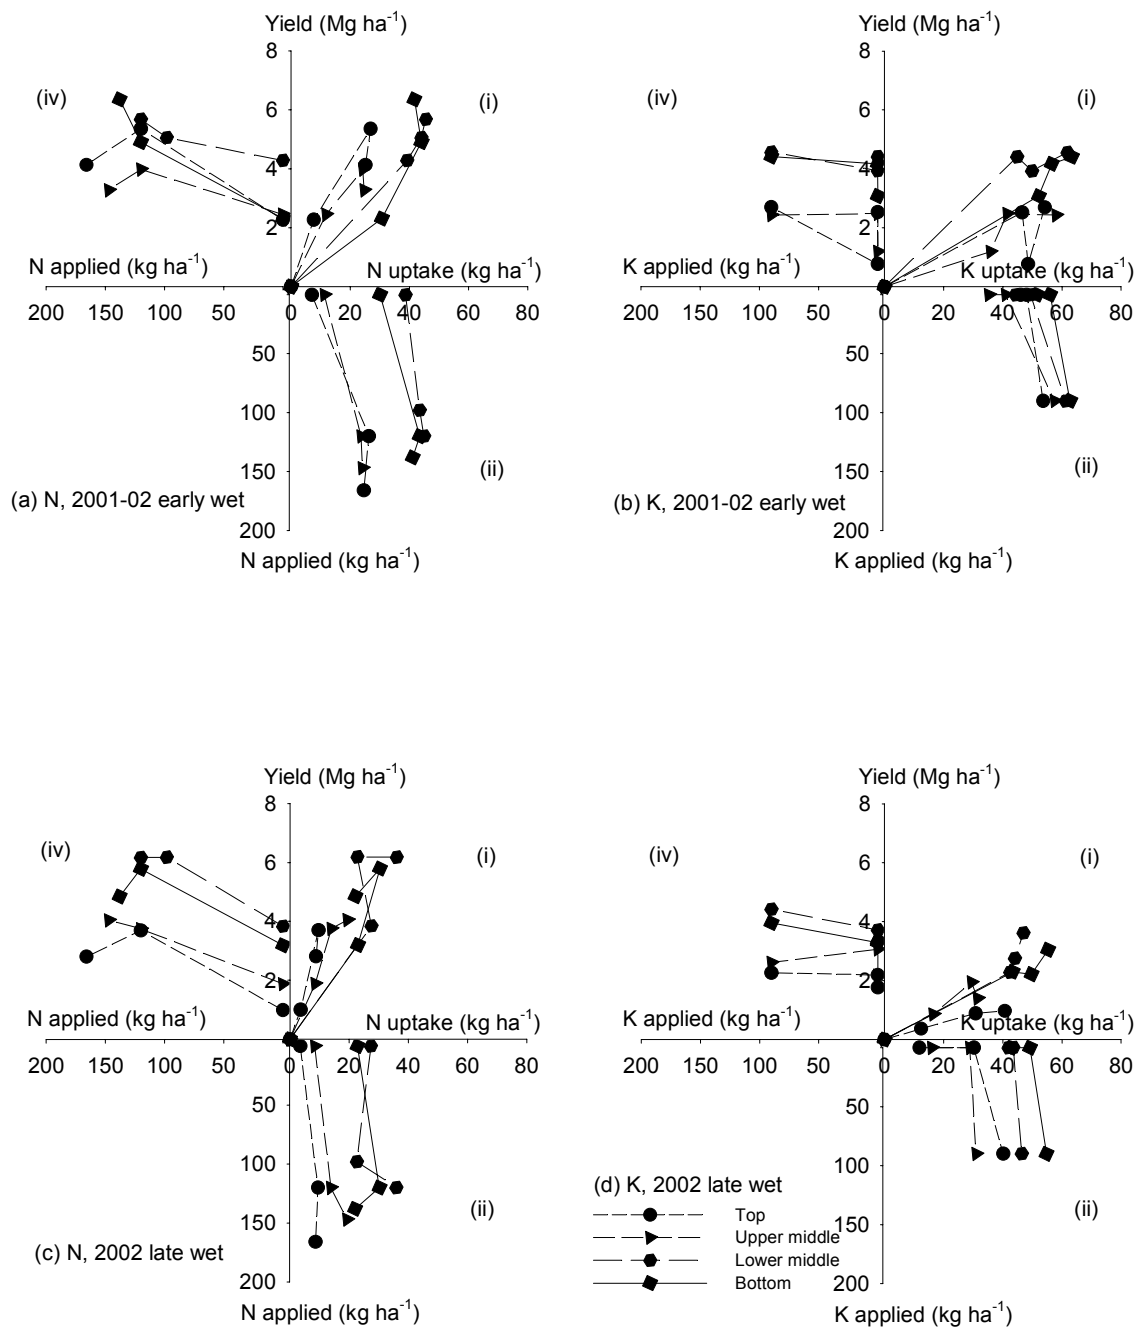 Yield (Mg ha-1) Yield (Mg ha-1)
8 8
(iv) (i) (iv) (i)
6 6
4 4
2 2
N applied (kg ha-1) N uptake (kg ha-1) K applied (kg ha-1) K uptake (kg ha-1)
200 150 100 50 0 20 40 60 80 200 150 100 50 0 20 40 60 80
50 50
100 100
(ii) (ii)
150 150
(a) N, 2001-02 early wet (b) K, 2001-02 early wet
200 200
N applied (kg ha-1) K applied (kg ha-1)
Yield (Mg ha-1) Yield (Mg ha-1)
8 8
(iv) (i) (iv) (i)
6 6
4 4
2 2
N applied (kg ha-1) N uptake (kg ha-1) K applied (kg ha-1) K uptake (kg ha-1)
200 150 100 50 0 20 40 60 80 200 150 100 50 0 20 40 60 80
50 50
100 100
(d) K, 2002 late wet
(ii) Top (ii)
150 Upper middle 150
(c) N, 2002 late wet Lower middle
200 Bottom 200
N applied (kg ha-1) K applied (kg ha-1)